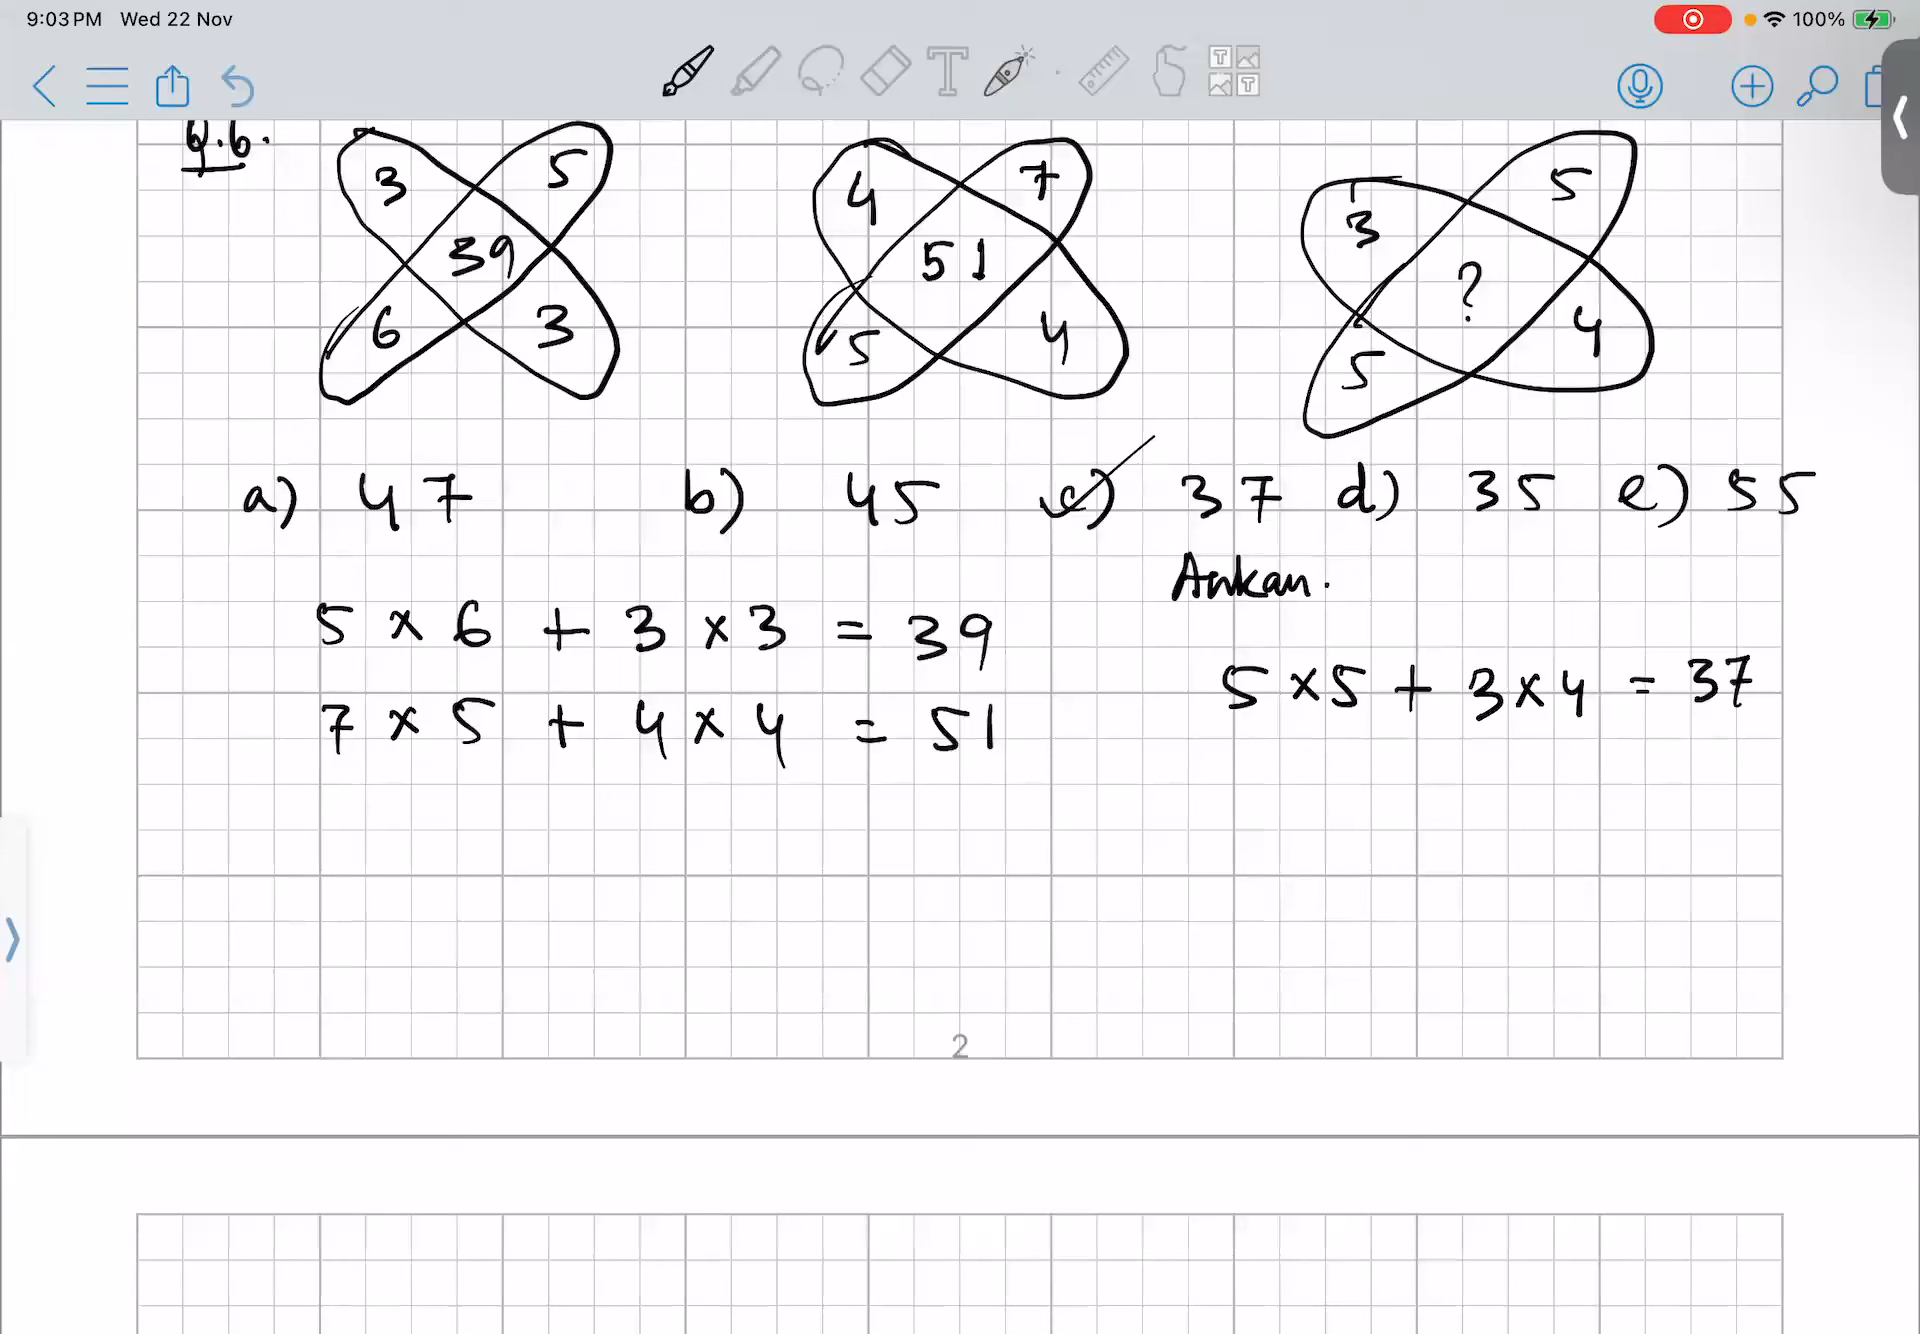 9:03 PM Wed 22 Nov
100%
Q.6.
3 5 39 6 3
4 7 51 5 4
3 5 ? 5 4
a) 47 b) 45 c) 37 d) 35 e) 55
Ankan.
5 × 6 + 3 × 3 = 39
5 × 5 + 3 × 4 = 37
7 × 5 + 4 × 4 = 51
2